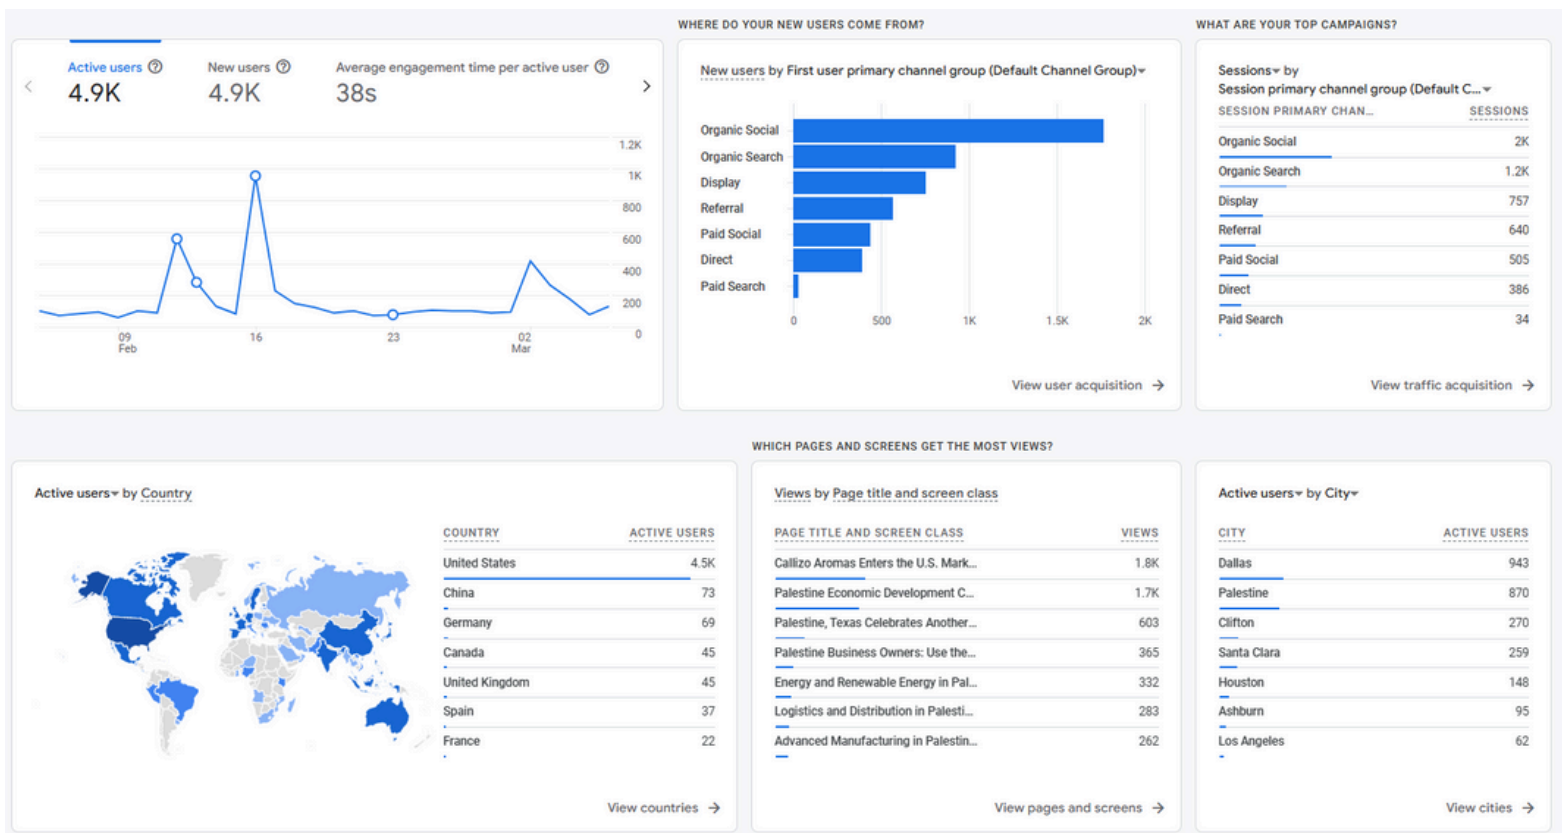 WHERE DO YOUR NEW USERS COME FROM?
WHAT ARE YOUR TOP CAMPAIGNS?
Active users
4.9K
New users
4.9K
Average engagement time per active user
38s
1.2K
1K
800
600
400
200
0
09
Feb
16
23
02
Mar
New users by First user primary channel group (Default Channel Group)
Organic Social
Organic Search
Display
Referral
Paid Social
Direct
Paid Search
0 500 1K 1.5K 2K
View user acquisition
Sessions by
Session primary channel group (Default C...
SESSION PRIMARY CHAN... SESSIONS
Organic Social 2K
Organic Search 1.2K
Display 757
Referral 640
Paid Social 505
Direct 386
Paid Search 34
View traffic acquisition
WHICH PAGES AND SCREENS GET THE MOST VIEWS?
Active users by Country
COUNTRY ACTIVE USERS
United States 4.5K
China 73
Germany 69
Canada 45
United Kingdom 45
Spain 37
France 22
View countries
Views by Page title and screen class
PAGE TITLE AND SCREEN CLASS VIEWS
Callizo Aromas Enters the U.S. Mark... 1.8K
Palestine Economic Development C... 1.7K
Palestine, Texas Celebrates Another... 603
Palestine Business Owners: Use the... 365
Energy and Renewable Energy in Pal... 332
Logistics and Distribution in Palesti... 283
Advanced Manufacturing in Palestin... 262
View pages and screens
Active users by City
CITY ACTIVE USERS
Dallas 943
Palestine 870
Clifton 270
Santa Clara 259
Houston 148
Ashburn 95
Los Angeles 62
View cities